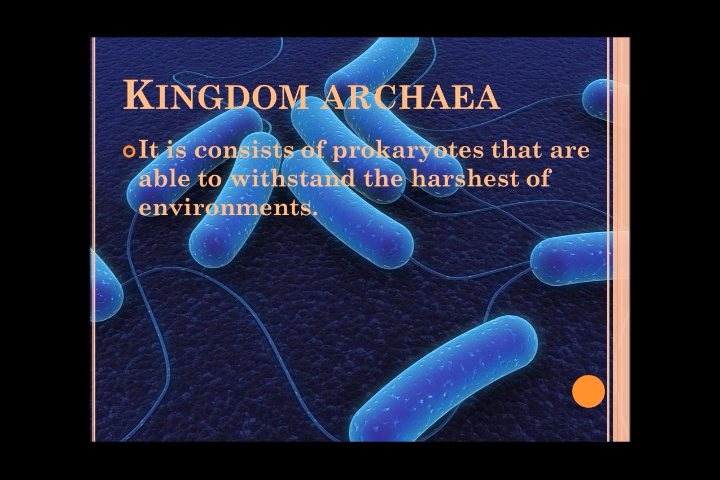 KINGDOM ARCHAEA
It is consists of prokaryotes that are
able to withstand the harshest of
environments.